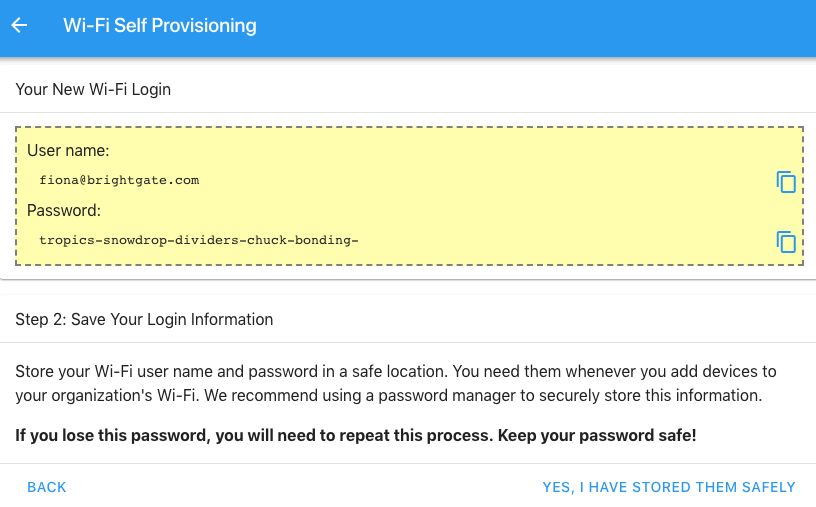 Wi-Fi Self Provisioning
Your New Wi-Fi Login
User name:
fiona@brightgate.com
Password:
tropics-snowdrop-dividers-chuck-bonding-
Step 2: Save Your Login Information
Store your Wi-Fi user name and password in a safe location. You need them whenever you add devices to
your organization's Wi-Fi. We recommend using a password manager to securely store this information.
If you lose this password, you will need to repeat this process. Keep your password safe!
BACK
YES, I HAVE STORED THEM SAFELY